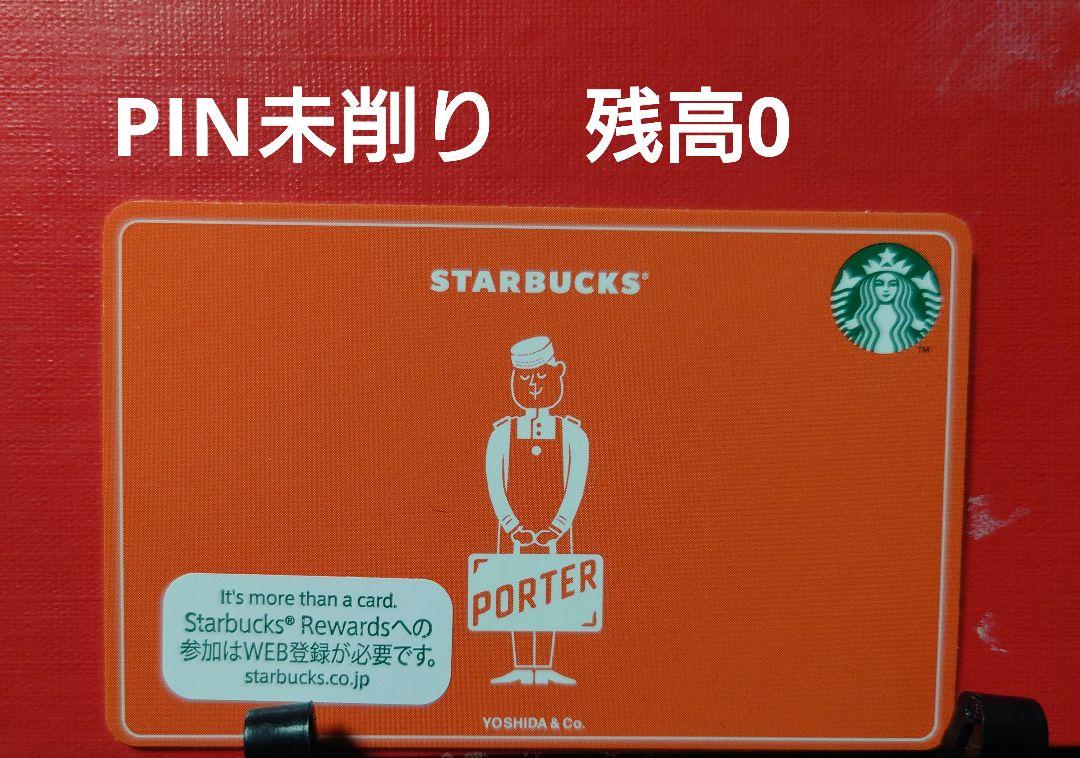 PIN未削り　残高0
STARBUCKS®
TM
PORTER
It's more than a card.
Starbucks® Rewardsへの
参加はWEB登録が必要です。
starbucks.co.jp
YOSHIDA & Co.